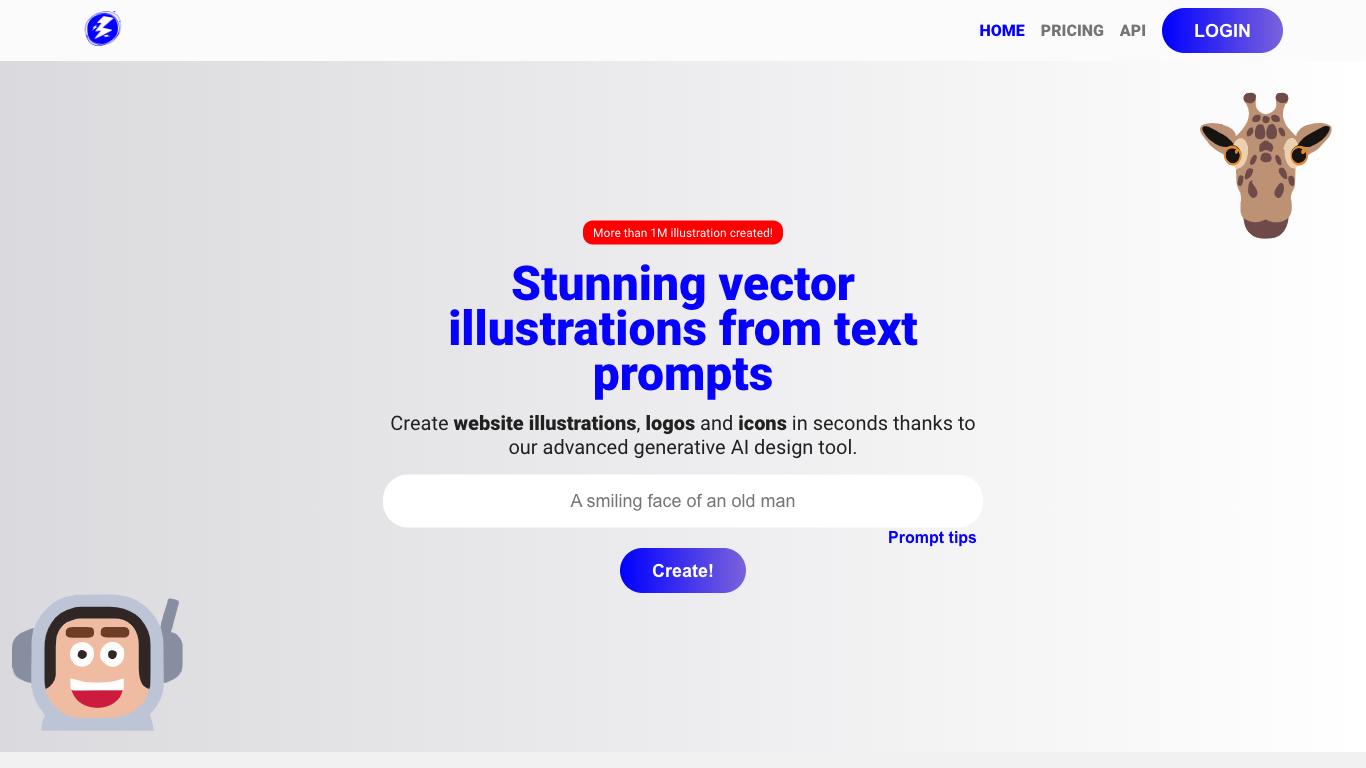 HOME PRICING API LOGIN
More than 1M illustration created!
Stunning vector
illustrations from text
prompts
Create website illustrations, logos and icons in seconds thanks to
our advanced generative AI design tool.
A smiling face of an old man
Prompt tips
Create!